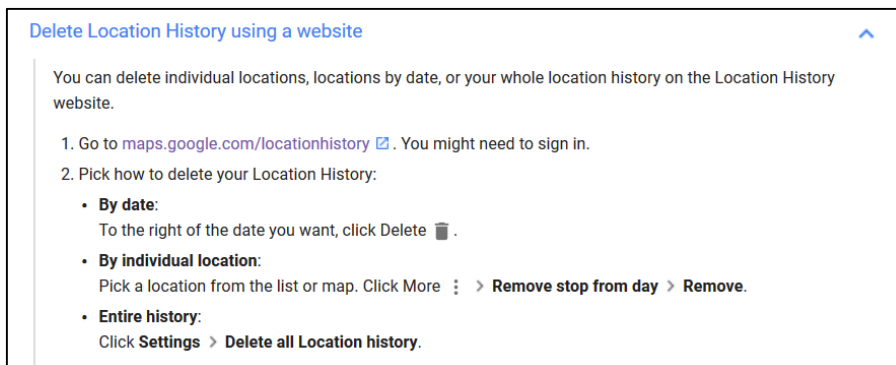 Delete Location History using a website
You can delete individual locations, locations by date, or your whole location history on the Location History
website.
1. Go to maps.google.com/locationhistory . You might need to sign in.
2. Pick how to delete your Location History:
• By date:
To the right of the date you want, click Delete .
• By individual location:
Pick a location from the list or map. Click More > Remove stop from day > Remove.
• Entire history:
Click Settings > Delete all Location history.